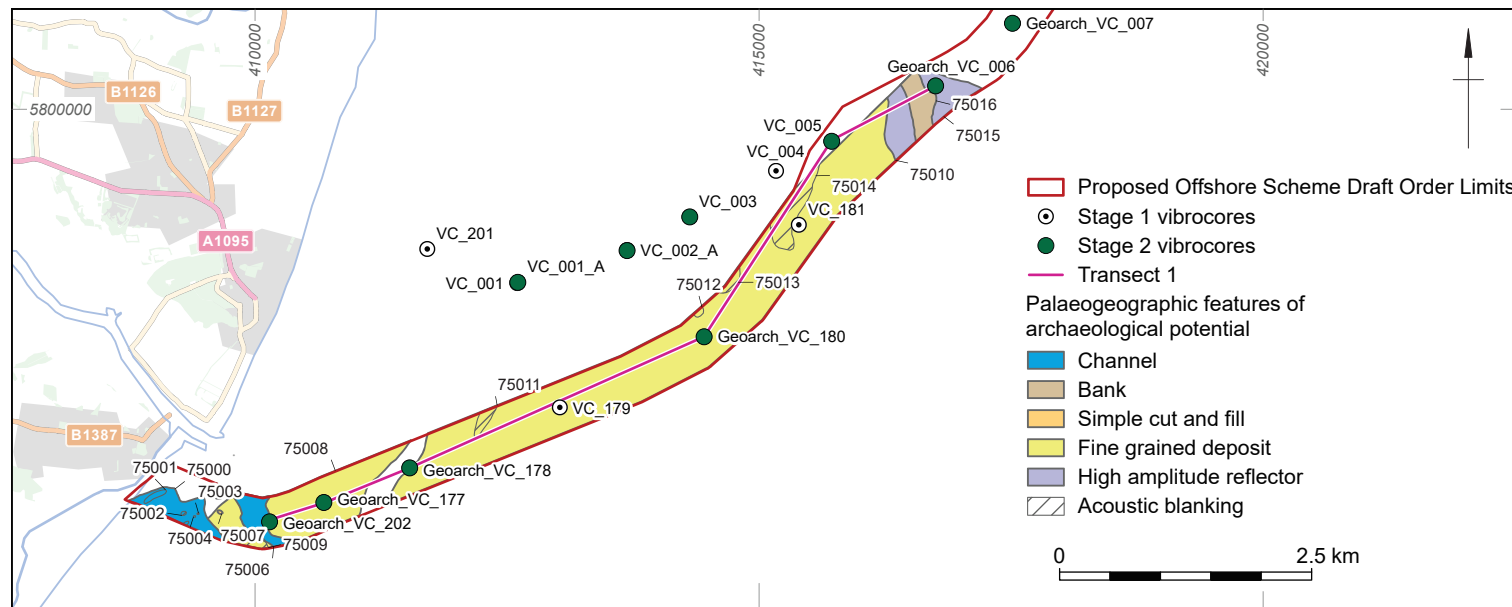 410000
415000
420000
5800000
B1126
B1127
A1095
B1387
Geoarch_VC_007
Geoarch_VC_006
75016
75015
75010
VC_005
VC_004
75014
VC_181
VC_003
VC_201
VC_002_A
VC_001_A
VC_001
75012
75013
Geoarch_VC_180
75011
VC_179
75008
Geoarch_VC_178
75001
75000
75003
Geoarch_VC_177
75002
Geoarch_VC_202
75004
75007
75009
75006
Proposed Offshore Scheme Draft Order Limits
Stage 1 vibrocores
Stage 2 vibrocores
Transect 1
Palaeogeographic features of
archaeological potential
Channel
Bank
Simple cut and fill
Fine grained deposit
High amplitude reflector
Acoustic blanking
0
2.5 km